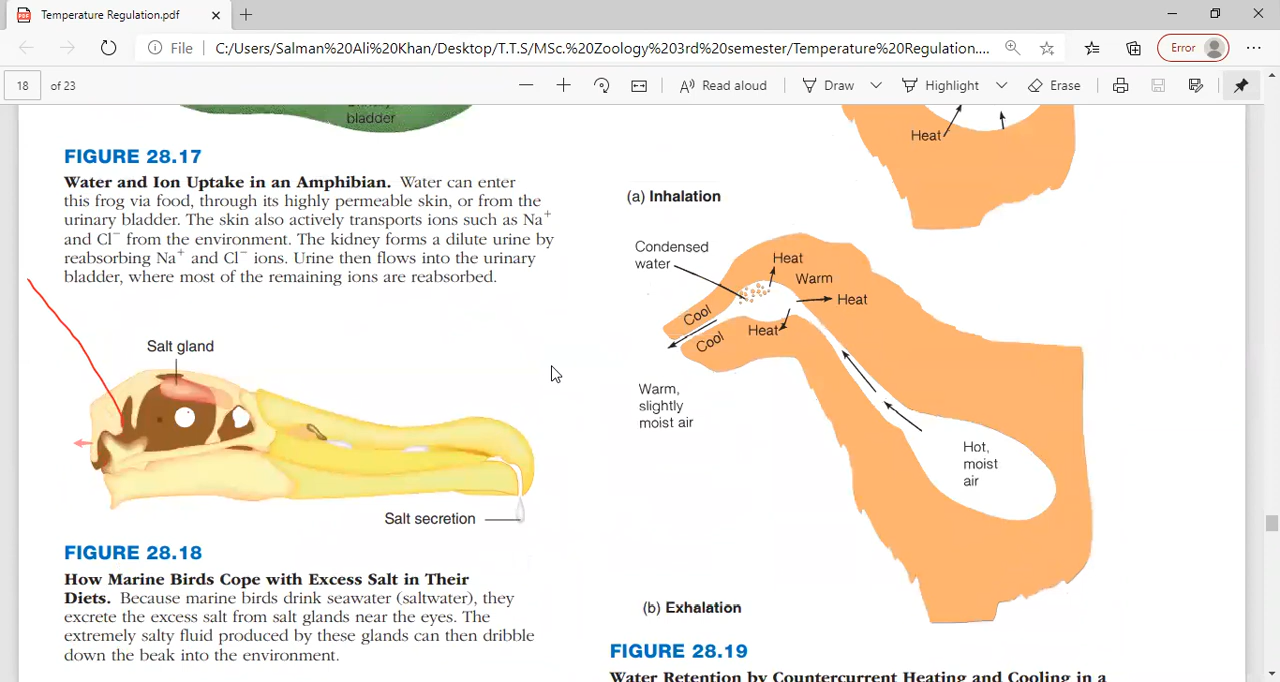 Temperature Regulation.pdf
File
C:/Users/Salman%20Ali%20Khan/Desktop/T.T.S/MSc.%20Zoology%203rd%20semester/Temperature%20Regulation....
Error
18 of 23
Read aloud
Draw
Highlight
Erase
bladder
FIGURE 28.17
Water and Ion Uptake in an Amphibian. Water can enter
this frog via food, through its highly permeable skin, or from the
urinary bladder. The skin also actively transports ions such as Na+
and Cl− from the environment. The kidney forms a dilute urine by
reabsorbing Na+ and Cl− ions. Urine then flows into the urinary
bladder, where most of the remaining ions are reabsorbed.
Salt gland
Salt secretion
FIGURE 28.18
How Marine Birds Cope with Excess Salt in Their
Diets. Because marine birds drink seawater (saltwater), they
excrete the excess salt from salt glands near the eyes. The
extremely salty fluid produced by these glands can then dribble
down the beak into the environment.
Heat
(a) Inhalation
Condensed
water
Heat
Warm
Heat
Cool
Heat
Cool
Warm,
slightly
moist air
Hot,
moist
air
(b) Exhalation
FIGURE 28.19
Water Retention by Countercurrent Heating and Cooling in a